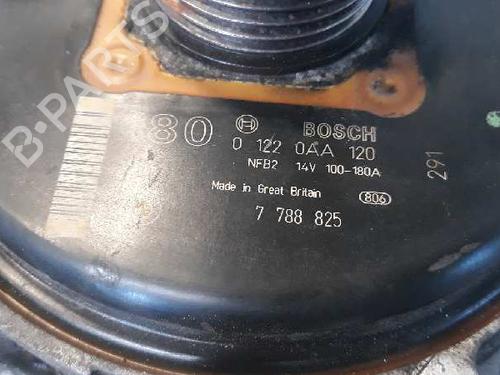 B-PARTS
80 BOSCH
0 122 0AA 120
NFB2 14V 100-180A
291
Made in Great Britain
806
7 788 825